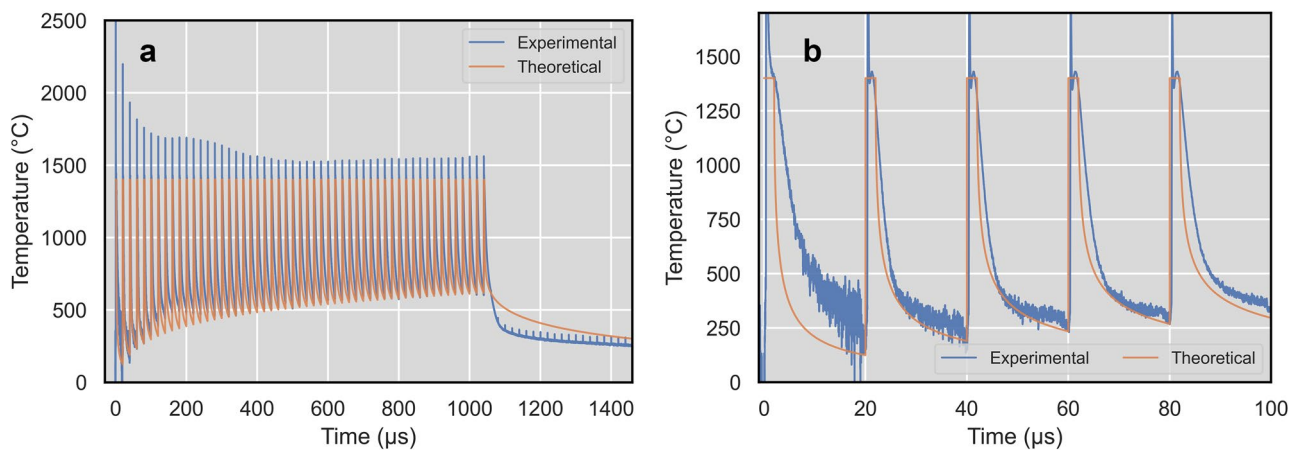 a
Experimental
Theoretical
Temperature (°C)
2500
2000
1500
1000
500
0
0 200 400 600 800 1000 1200 1400
Time (µs)
b
Temperature (°C)
1500
1250
1000
750
500
250
0
Experimental Theoretical
0 20 40 60 80 100
Time (µs)